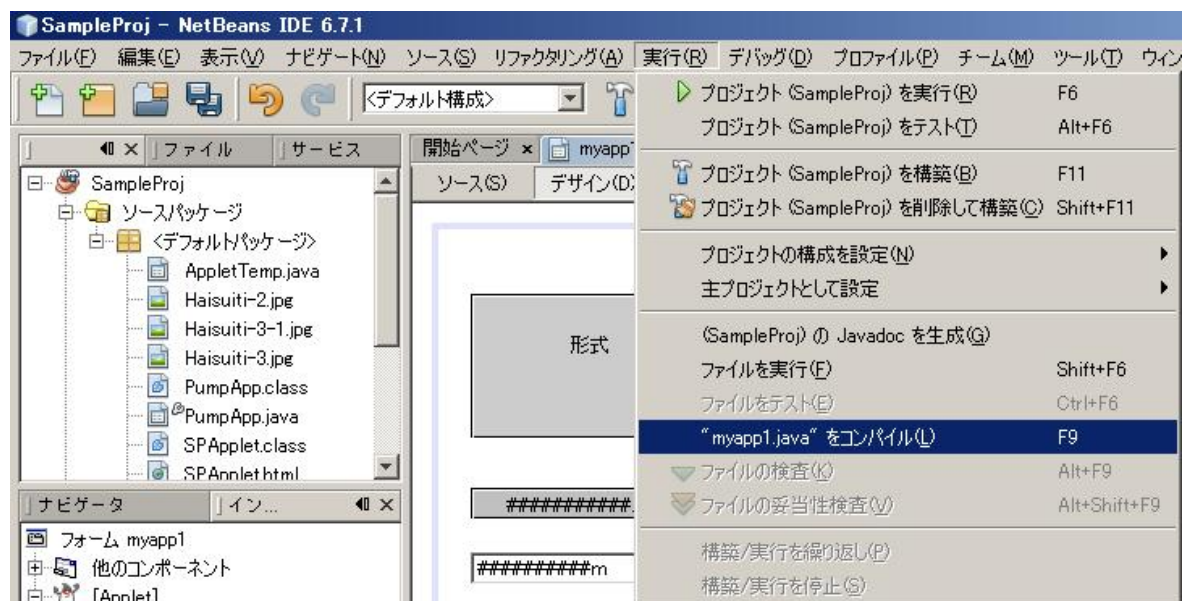 SampleProj - NetBeans IDE 6.7.1
ファイル(F) 編集(E) 表示(V) ナビゲート(N) ソース(S) リファクタリング(A) 実行(R) デバッグ(D) プロファイル(P) チーム(M) ツール(T) ウィン
<デフォルト構成>
プロジェクト (SampleProj) を実行(R) F6
プロジェクト (SampleProj) をテスト(T) Alt+F6
プロジェクト (SampleProj) を構築(B) F11
プロジェクト (SampleProj) を削除して構築(C) Shift+F11
プロジェクトの構成を設定(N)
主プロジェクトとして設定
(SampleProj) の Javadoc を生成(G)
ファイルを実行(F) Shift+F6
ファイルをテスト(E) Ctrl+F6
"myapp1.java" をコンパイル(L) F9
ファイルの検査(K) Alt+F9
ファイルの妥当性検査(V) Alt+Shift+F9
構築/実行を繰り返し(P)
構築/実行を停止(S)
ファイル サービス
SampleProj
ソースパッケージ
<デフォルトパッケージ>
AppletTemp.java
Haisuiti-2.jpg
Haisuiti-3-1.jpg
Haisuiti-3.jpg
PumpApp.class
PumpApp.java
SPApplet.class
SPApplet.html
ナビゲータ イン...
フォーム myapp1
他のコンポーネント
[Applet]
開始ページ myapp
ソース(S) デザイン(D)
形式
###########.
##########m